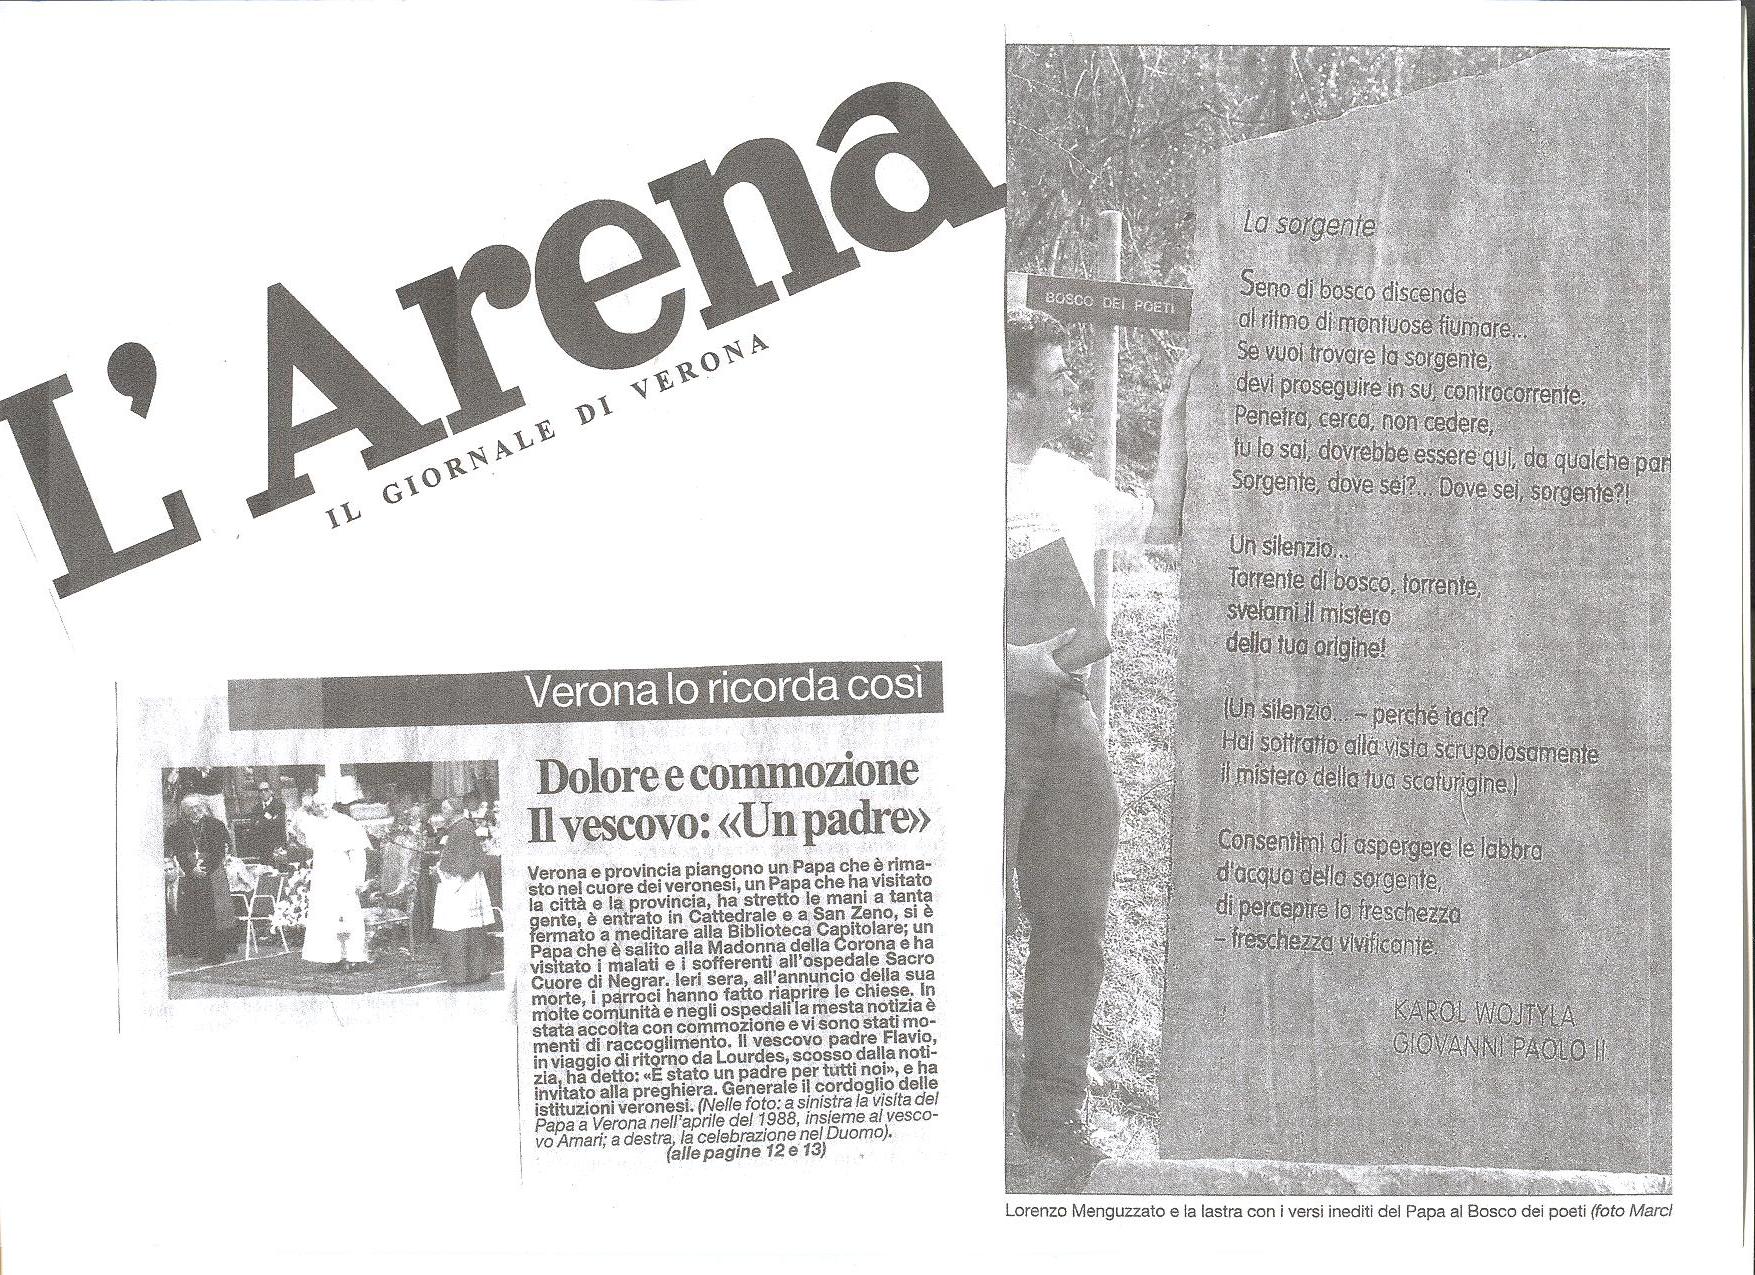 L'Arena
IL GIORNALE DI VERONA
Verona lo ricorda così
Dolore e commozione
Il vescovo: «Un padre»
Verona e provincia piangono un Papa che è rima-
sto nel cuore dei veronesi, un Papa che ha visitato
la città e la provincia, ha stretto le mani a tanta
gente, è entrato in Cattedrale e a San Zeno, si è
fermato a meditare alla Biblioteca Capitolare; un
Papa che è salito alla Madonna della Corona e ha
visitato i malati e i sofferenti all'ospedale Sacro
Cuore di Negrar. Ieri sera, all'annuncio della sua
morte, i parroci hanno fatto riaprire le chiese. In
molte comunità e negli ospedali la mesta notizia è
stata accolta con commozione e vi sono stati mo-
menti di raccoglimento. Il vescovo padre Flavio,
in viaggio di ritorno da Lourdes, scosso dalla noti-
zia, ha detto: «È stato un padre per tutti noi», e ha
invitato alla preghiera. Generale il cordoglio delle
istituzioni veronesi. (Nelle foto: a sinistra la visita del
Papa a Verona nell'aprile del 1988, insieme al vesco-
vo Amari; a destra, la celebrazione nel Duomo).
(alle pagine 12 e 13)
BOSCO DEI POETI
La sorgente
Seno di bosco discende
al ritmo di montuose fiumare...
Se vuoi trovare la sorgente,
devi proseguire in su, controcorrente.
Penetra, cerca, non cedere,
tu lo sai, dovrebbe essere qui, da qualche par
Sorgente, dove sei?... Dove sei, sorgente?!
Un silenzio...
Torrente di bosco, torrente,
svelami il mistero
della tua origine!
(Un silenzio... – perché taci?
Hai sottratto alla vista scrupolosamente
il mistero della tua scaturigine.)
Consentimi di aspergere le labbra
d'acqua della sorgente,
di percepire la freschezza
– freschezza vivificante.
KAROL WOJTYLA
GIOVANNI PAOLO II
Lorenzo Menguzzato e la lastra con i versi inediti del Papa al Bosco dei poeti (foto Marcl